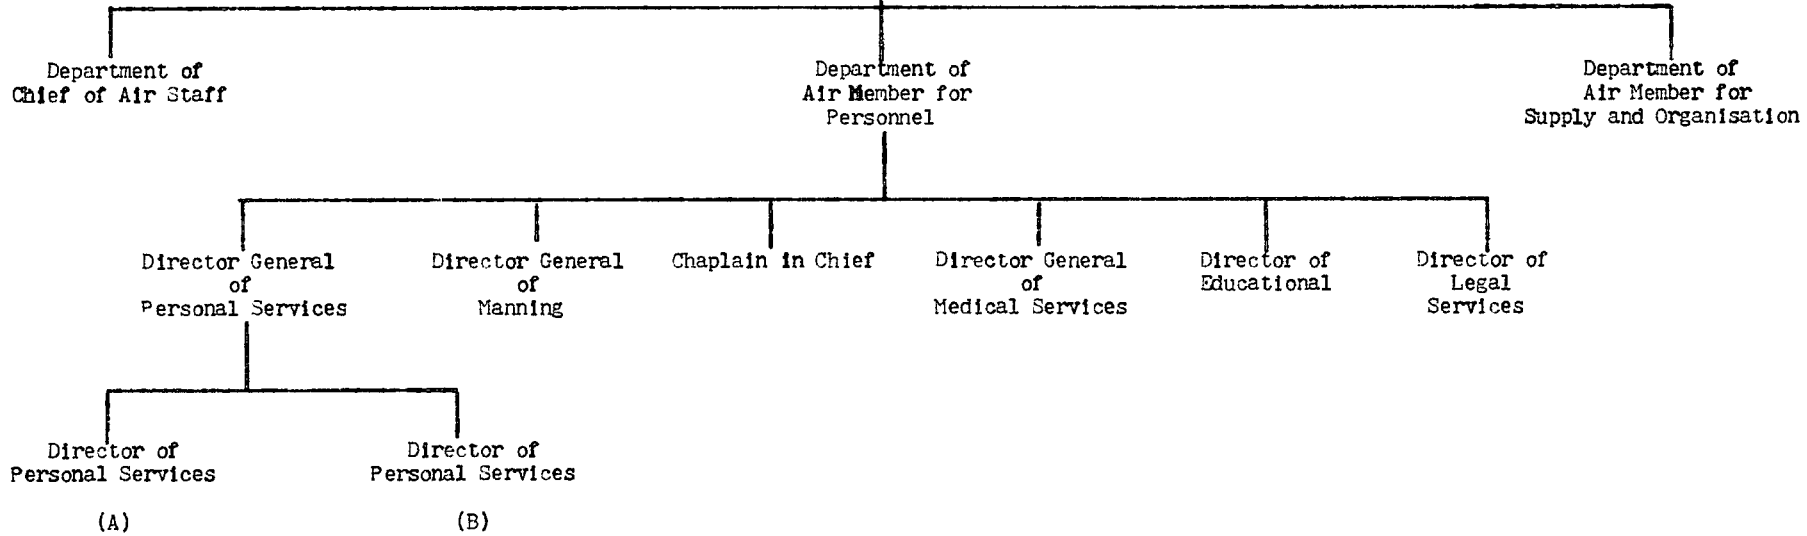 Department of
Chief of Air Staff
Department of
Air Member for
Personnel
Department of
Air Member for
Supply and Organisation
Director General
of
Personal Services
Director General
of
Manning
Chaplain in Chief
Director General
of
Medical Services
Director of
Educational
Director of
Legal
Services
Director of
Personal Services
(A)
Director of
Personal Services
(B)